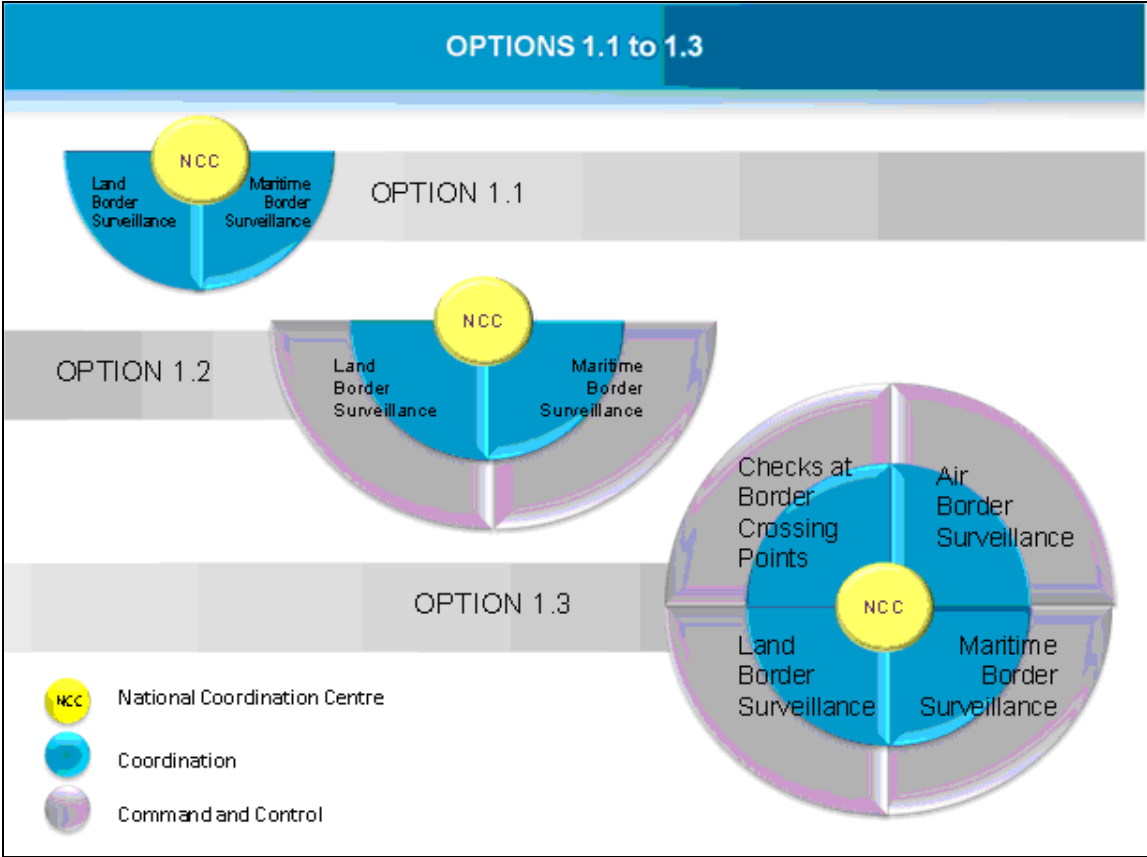 OPTIONS 1.1 to 1.3
NCC
Land
Border
Surveillance
Maritime
Border
Surveillance
OPTION 1.1
NCC
OPTION 1.2
Land
Border
Surveillance
Maritime
Border
Surveillance
Checks at
Border
Crossing
Points
Air
Border
Surveillance
OPTION 1.3
NCC
Land
Border
Surveillance
Maritime
Border
Surveillance
NCC National Coordination Centre
Coordination
Command and Control